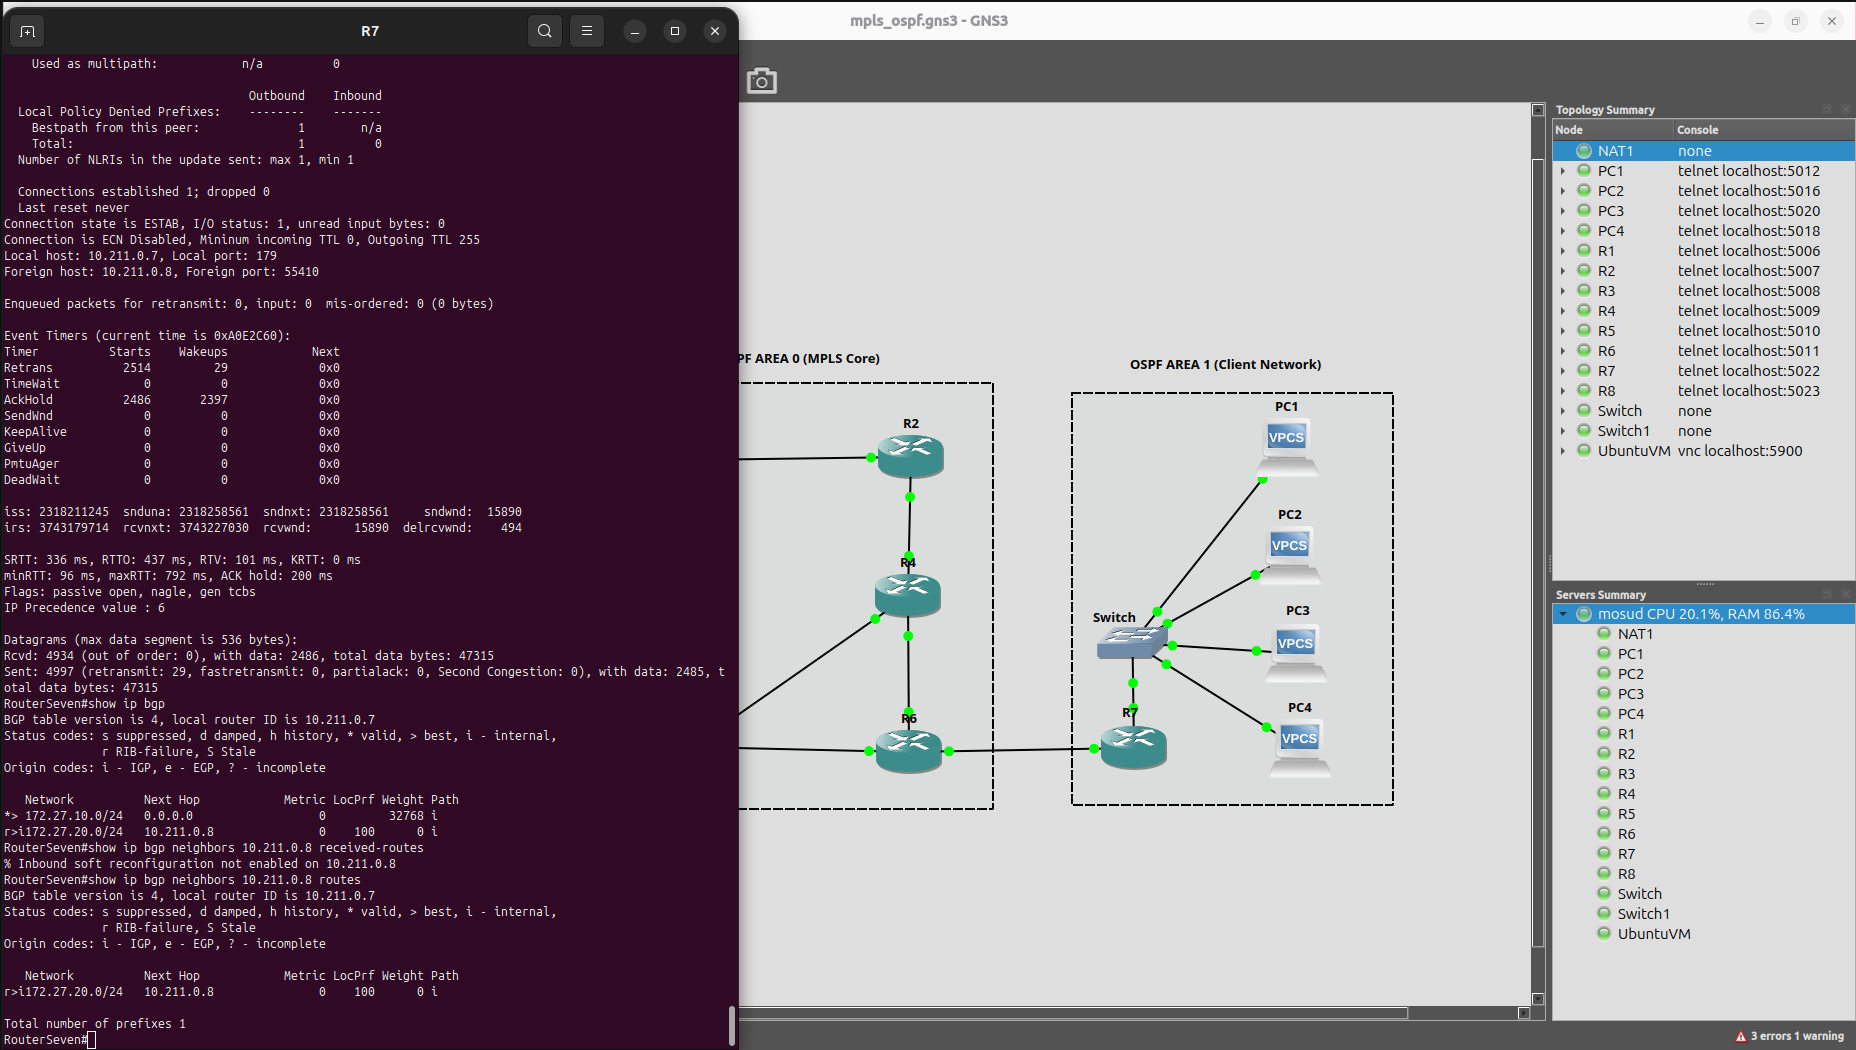 R7
Used as multipath: n/a 0
Outbound Inbound
Local Policy Denied Prefixes: -------- -------
Bestpath from this peer: 1 n/a
Total: 1 0
Number of NLRIs in the update sent: max 1, min 1
Connections established 1; dropped 0
Last reset never
Connection state is ESTAB, I/O status: 1, unread input bytes: 0
Connection is ECN Disabled, Mininum incoming TTL 0, Outgoing TTL 255
Local host: 10.211.0.7, Local port: 179
Foreign host: 10.211.0.8, Foreign port: 55410
Enqueued packets for retransmit: 0, input: 0 mis-ordered: 0 (0 bytes)
Event Timers (current time is 0xA0E2C60):
Timer Starts Wakeups Next
Retrans 2514 29 0x0
TimeWait 0 0 0x0
AckHold 2486 2397 0x0
SendWnd 0 0 0x0
KeepAlive 0 0 0x0
GiveUp 0 0 0x0
PmtuAger 0 0 0x0
DeadWait 0 0 0x0
iss: 2318211245 snduna: 2318258561 sndnxt: 2318258561 sndwnd: 15890
irs: 3743179714 rcvnxt: 3743227030 rcvwnd: 15890 delrcvwnd: 494
SRTT: 336 ms, RTTO: 437 ms, RTV: 101 ms, KRTT: 0 ms
minRTT: 96 ms, maxRTT: 792 ms, ACK hold: 200 ms
Flags: passive open, nagle, gen tcbs
IP Precedence value : 6
Datagrams (max data segment is 536 bytes):
Rcvd: 4934 (out of order: 0), with data: 2486, total data bytes: 47315
Sent: 4997 (retransmit: 29, fastretransmit: 0, partialack: 0, Second Congestion: 0), with data: 2485, t
otal data bytes: 47315
RouterSeven#show ip bgp
BGP table version is 4, local router ID is 10.211.0.7
Status codes: s suppressed, d damped, h history, * valid, > best, i - internal,
r RIB-failure, S Stale
Origin codes: i - IGP, e - EGP, ? - incomplete
Network Next Hop Metric LocPrf Weight Path
*> 172.27.10.0/24 0.0.0.0 0 32768 i
r>i172.27.20.0/24 10.211.0.8 0 100 0 i
RouterSeven#show ip bgp neighbors 10.211.0.8 received-routes
% Inbound soft reconfiguration not enabled on 10.211.0.8
RouterSeven#show ip bgp neighbors 10.211.0.8 routes
BGP table version is 4, local router ID is 10.211.0.7
Status codes: s suppressed, d damped, h history, * valid, > best, i - internal,
r RIB-failure, S Stale
Origin codes: i - IGP, e - EGP, ? - incomplete
Network Next Hop Metric LocPrf Weight Path
r>i172.27.20.0/24 10.211.0.8 0 100 0 i
Total number of prefixes 1
RouterSeven#
mpls_ospf.gns3 - GNS3
PF AREA 0 (MPLS Core)
R2
R4
R6
OSPF AREA 1 (Client Network)
PC1
VPCS
PC2
VPCS
PC3
VPCS
Switch
R7
PC4
VPCS
Topology Summary
Node Console
NAT1 none
PC1 telnet localhost:5012
PC2 telnet localhost:5016
PC3 telnet localhost:5020
PC4 telnet localhost:5018
R1 telnet localhost:5006
R2 telnet localhost:5007
R3 telnet localhost:5008
R4 telnet localhost:5009
R5 telnet localhost:5010
R6 telnet localhost:5011
R7 telnet localhost:5022
R8 telnet localhost:5023
Switch none
Switch1 none
UbuntuVM vnc localhost:5900
Servers Summary
mosud CPU 20.1%, RAM 86.4%
NAT1
PC1
PC2
PC3
PC4
R1
R2
R3
R4
R5
R6
R7
R8
Switch
Switch1
UbuntuVM
3 errors 1 warning